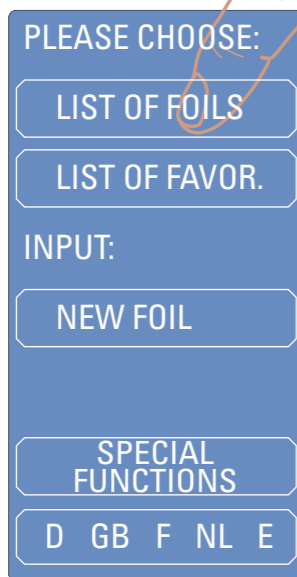 PLEASE CHOOSE:
LIST OF FOILS
LIST OF FAVOR.
INPUT:
NEW FOIL
SPECIAL
FUNCTIONS
D GB F NL E